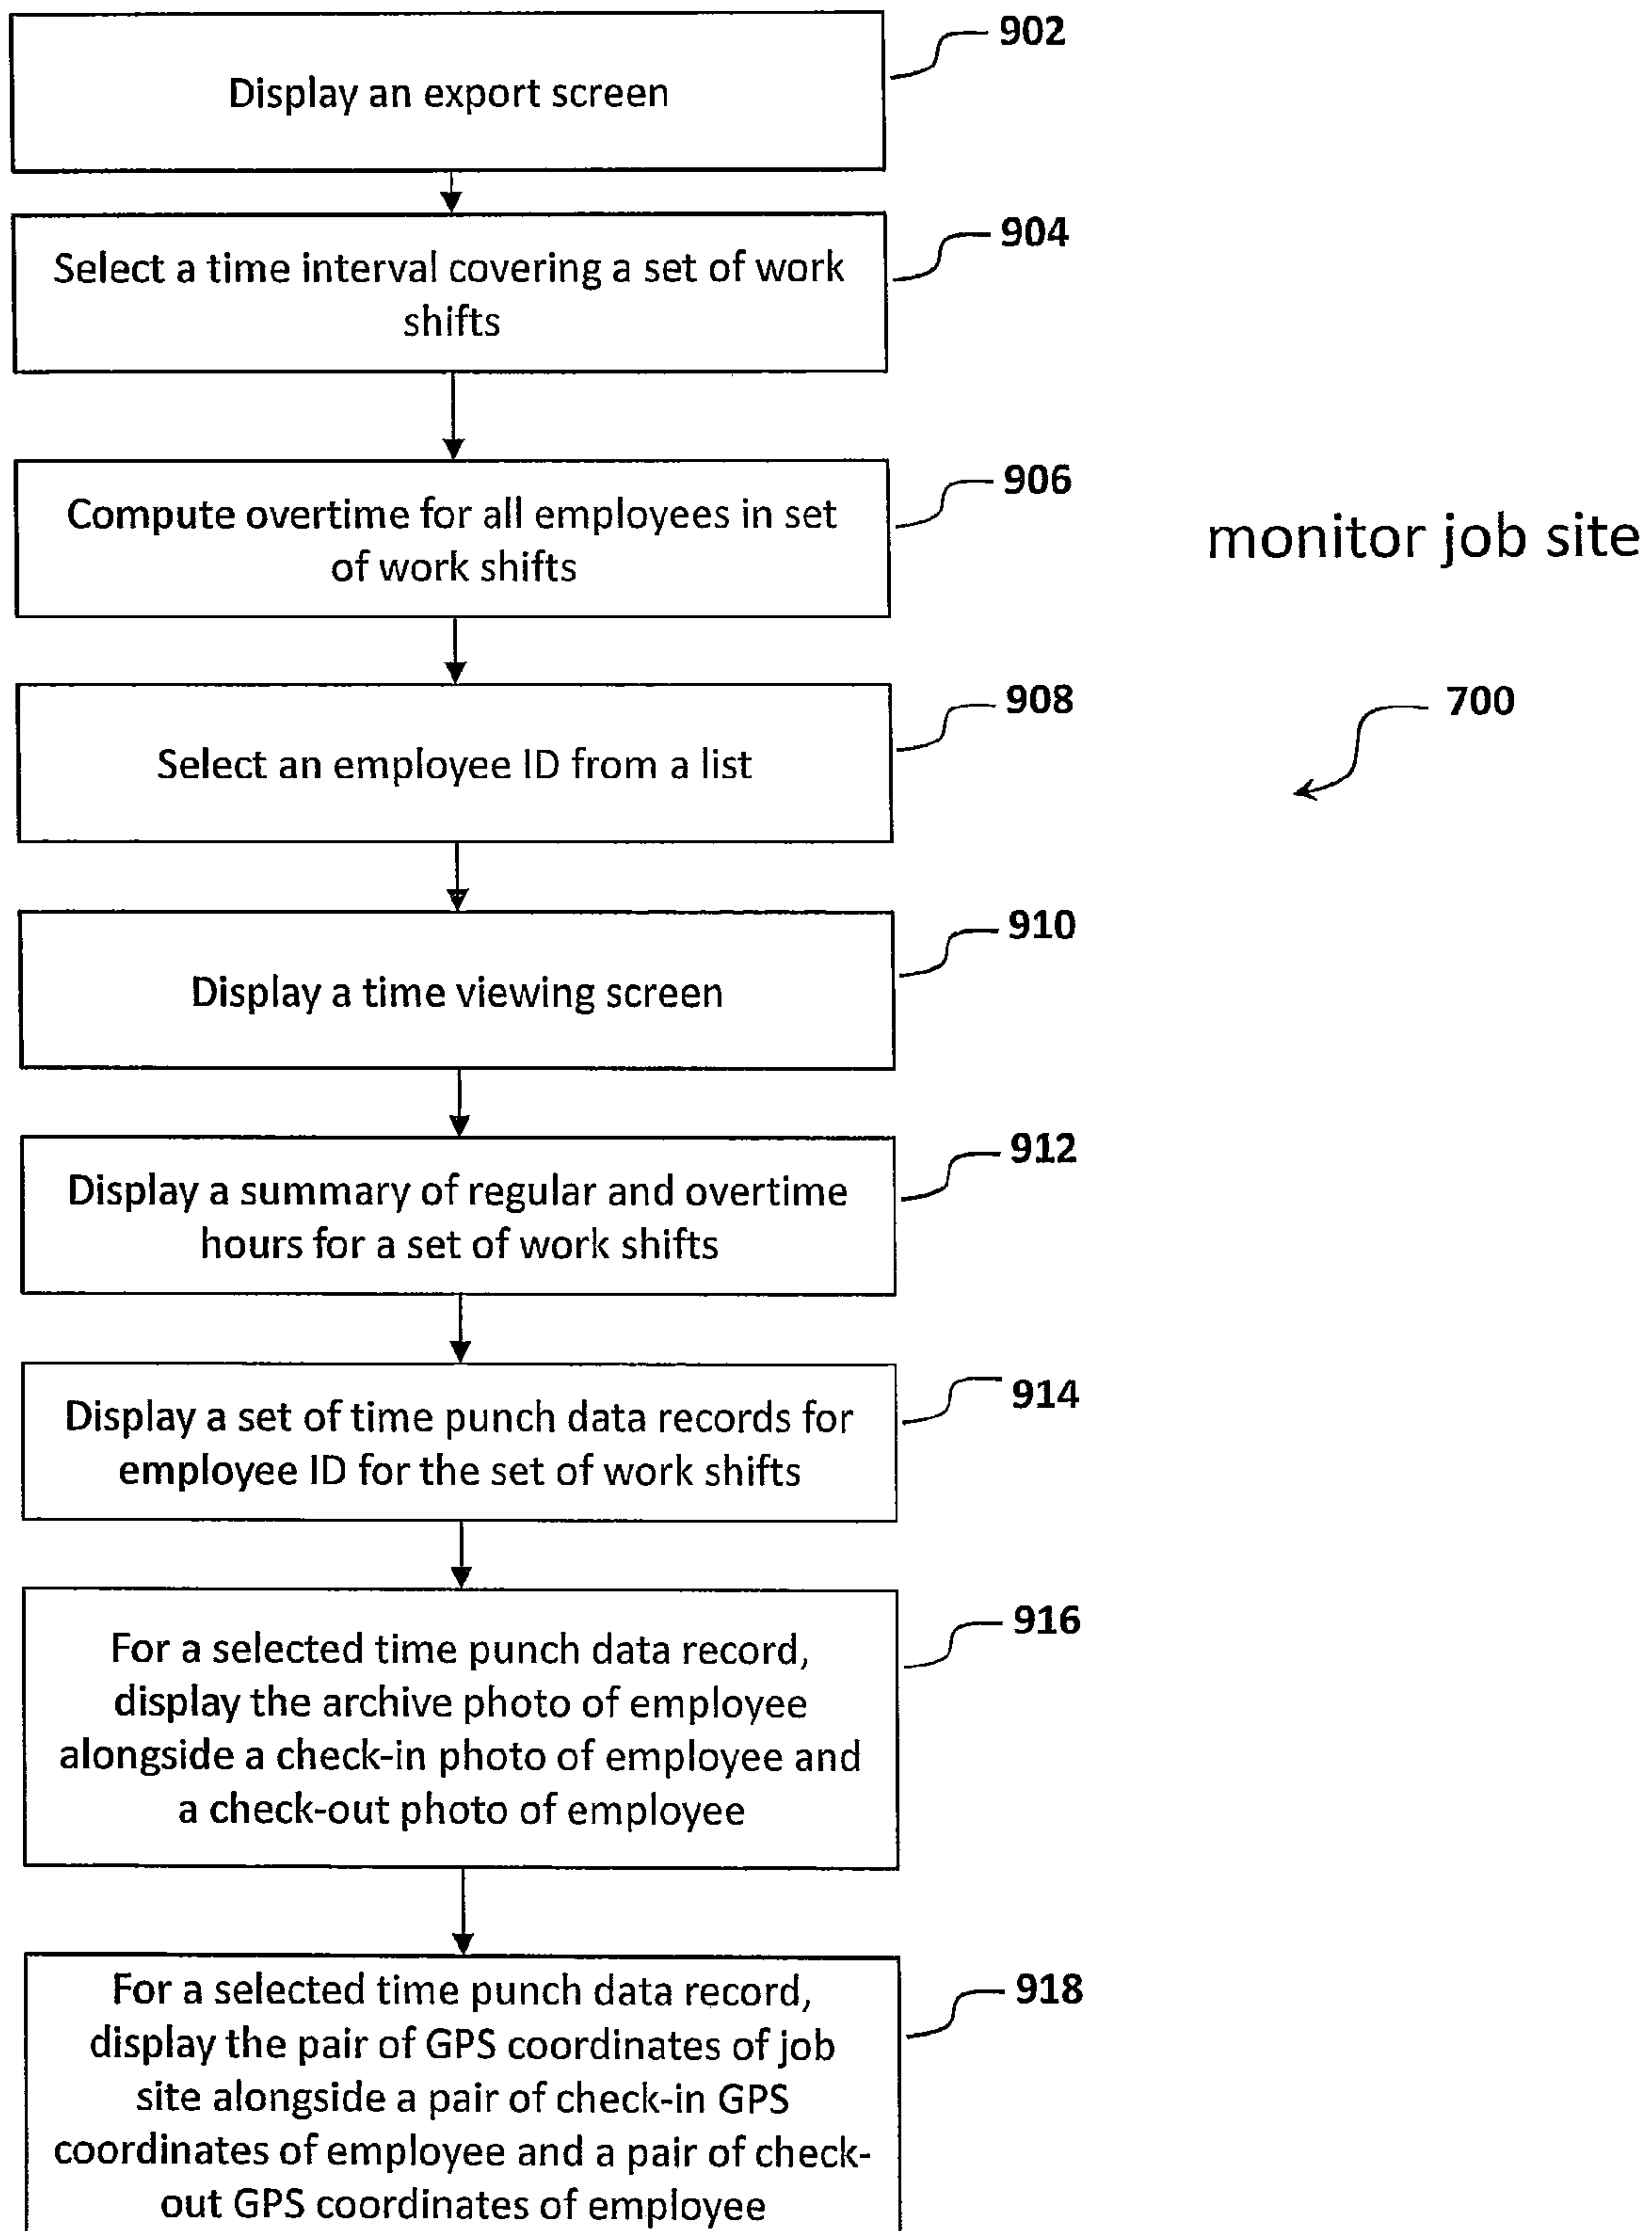 902
Display an export screen
904
Select a time interval covering a set of work
shifts
906
Compute overtime for all employees in set
of work shifts
monitor job site
908
Select an employee ID from a list
700
910
Display a time viewing screen
912
Display a summary of regular and overtime
hours for a set of work shifts
914
Display a set of time punch data records for
employee ID for the set of work shifts
916
For a selected time punch data record,
display the archive photo of employee
alongside a check-in photo of employee and
a check-out photo of employee
918
For a selected time punch data record,
display the pair of GPS coordinates of job
site alongside a pair of check-in GPS
coordinates of employee and a pair of check-
out GPS coordinates of employee